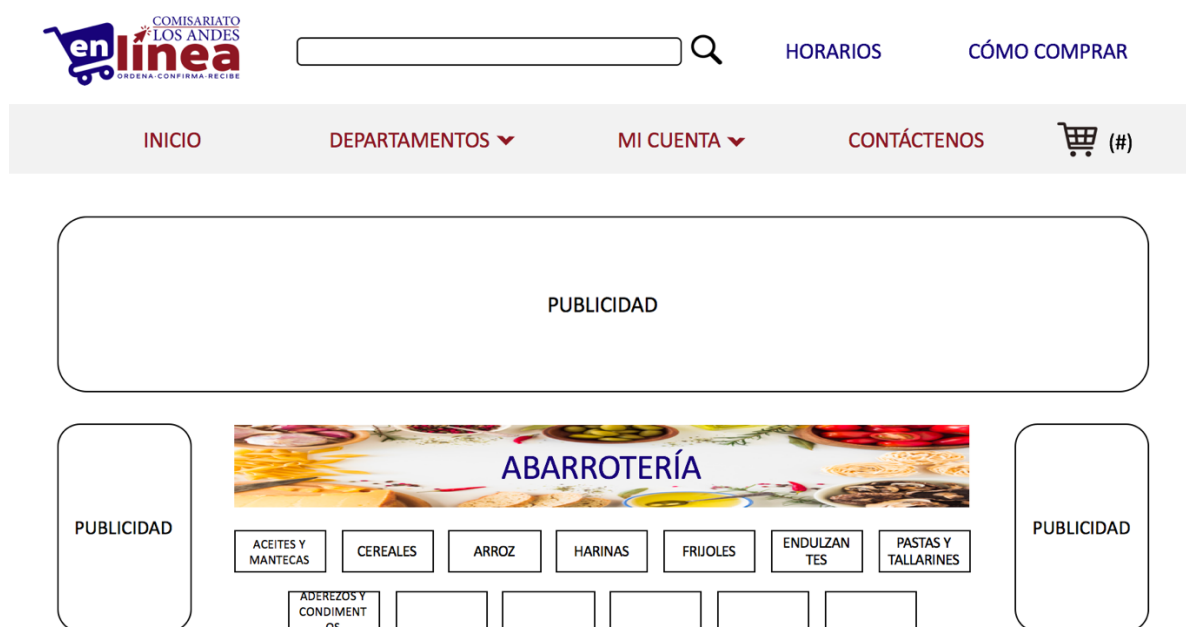 COMISARIATO
LOS ANDES
en línea
ORDENA-CONFIRMA-RECIBE
HORARIOS
CÓMO COMPRAR
INICIO
DEPARTAMENTOS
MI CUENTA
CONTÁCTENOS
(#)
PUBLICIDAD
ABARROTERÍA
PUBLICIDAD
PUBLICIDAD
ACEITES Y
MANTECAS
CEREALES
ARROZ
HARINAS
FRIJOLES
ENDULZAN
TES
PASTAS Y
TALLARINES
ADEREZOS Y
CONDIMENT
OS